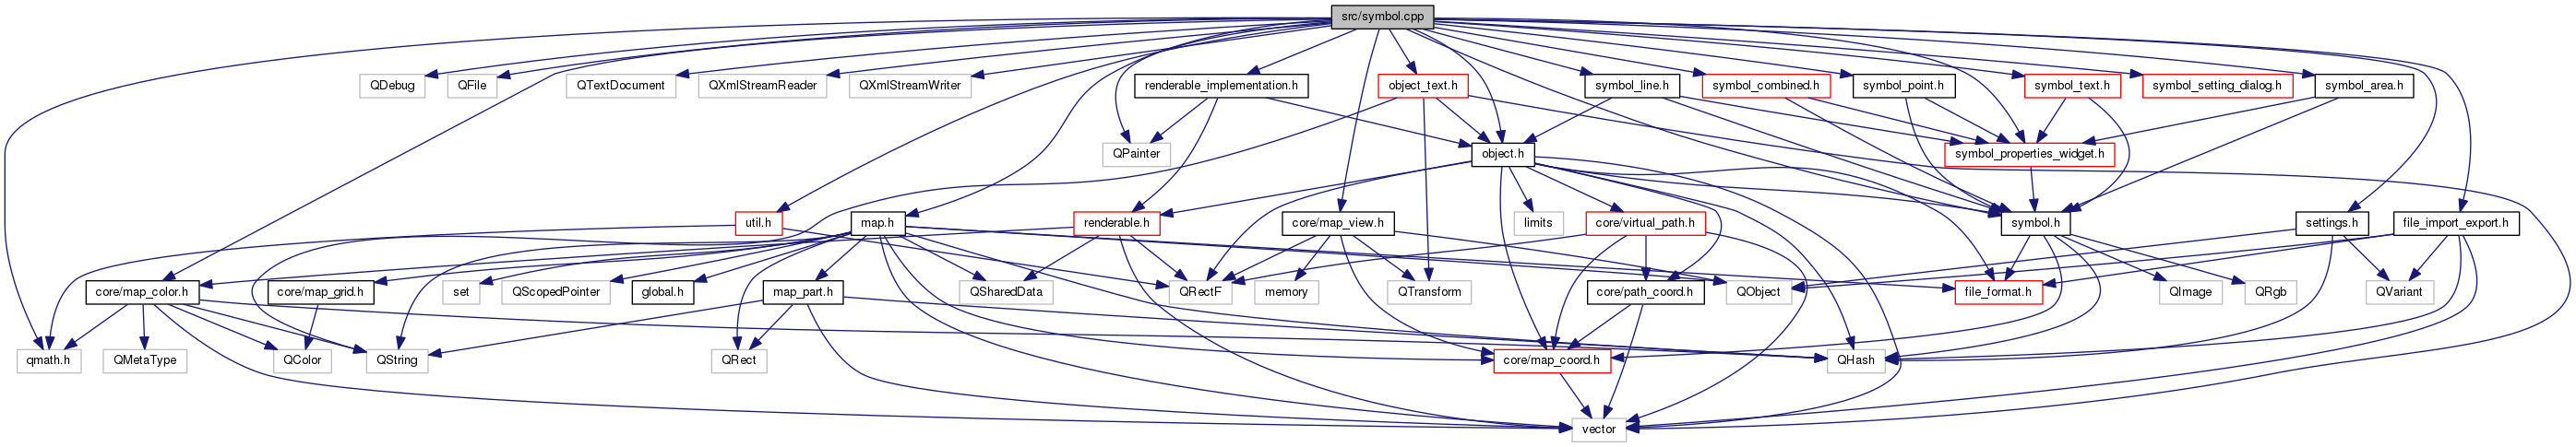 src/symbol.cpp
QDebug
QFile
QTextDocument
QXmlStreamReader
QXmlStreamWriter
renderable_implementation.h
object_text.h
symbol_line.h
symbol_combined.h
symbol_point.h
symbol_text.h
symbol_setting_dialog.h
symbol_area.h
QPainter
object.h
symbol_properties_widget.h
util.h
map.h
renderable.h
core/map_view.h
limits
core/virtual_path.h
symbol.h
settings.h
file_import_export.h
core/map_color.h
core/map_grid.h
set
QScopedPointer
global.h
map_part.h
QSharedData
QRectF
memory
QTransform
core/path_coord.h
QObject
file_format.h
QImage
QRgb
QVariant
qmath.h
QMetaType
QColor
QString
QRect
core/map_coord.h
QHash
vector